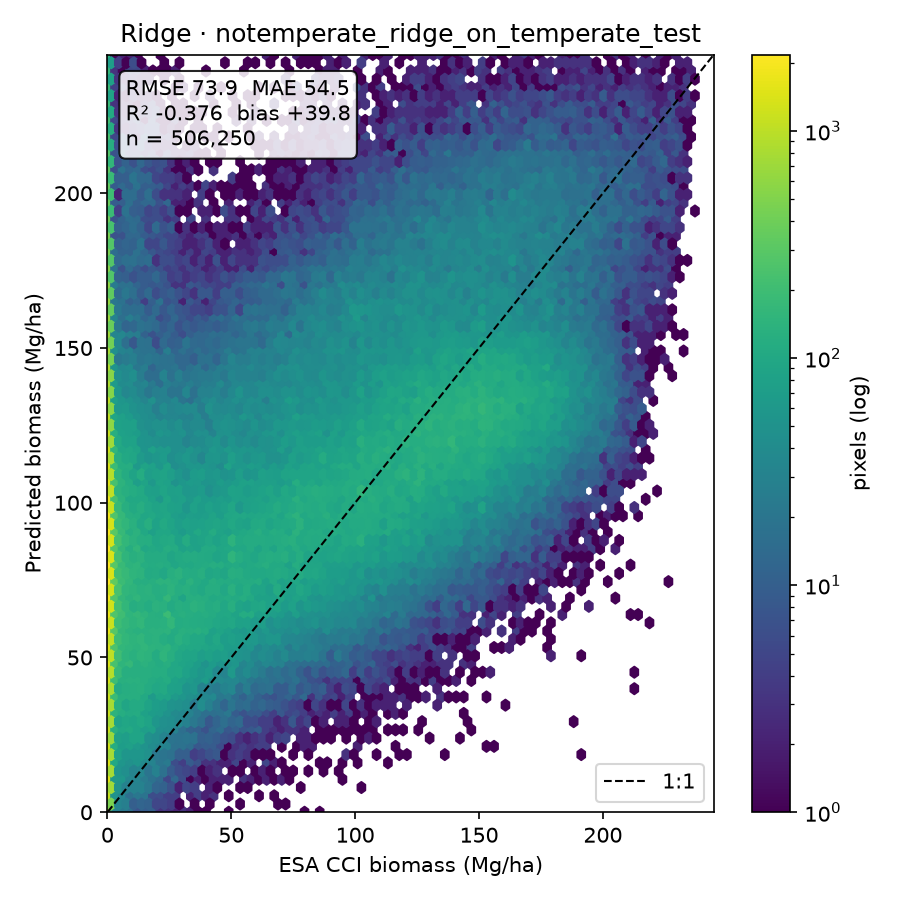 Ridge · notemperate_ridge_on_temperate_test
RMSE 73.9 MAE 54.5
R² -0.376 bias +39.8
n = 506,250
200
150
100
50
0
Predicted biomass (Mg/ha)
0 50 100 150 200
ESA CCI biomass (Mg/ha)
1:1
10³
10²
10¹
10⁰
pixels (log)